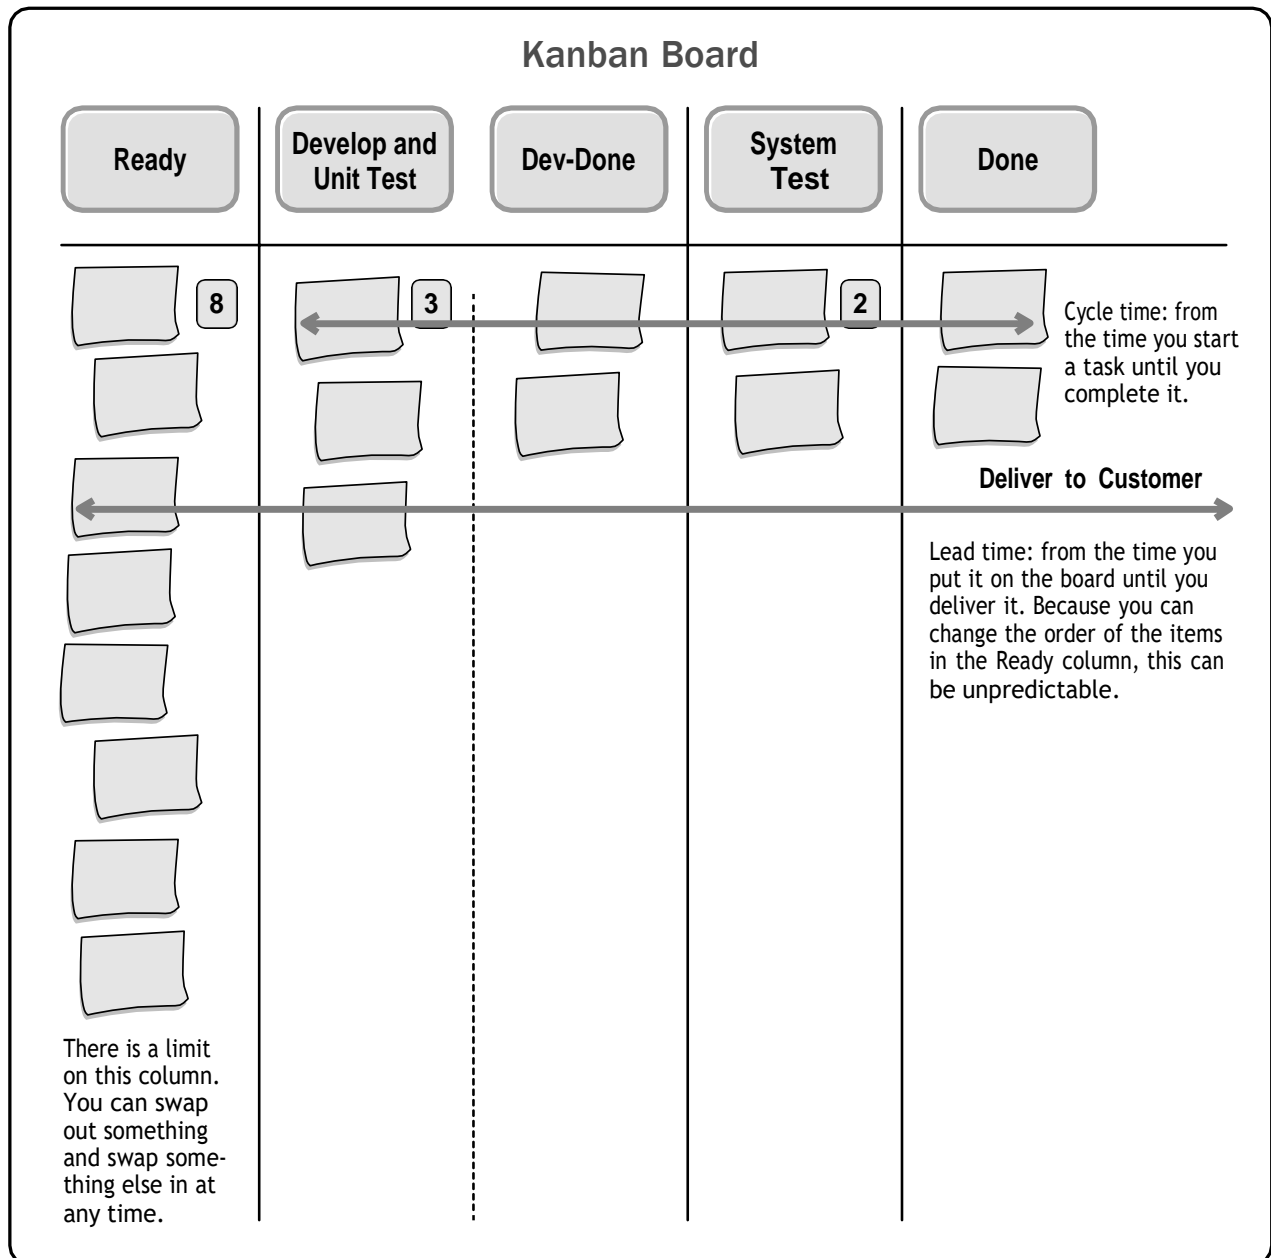 Kanban Board
Ready
Develop and
Unit Test
Dev-Done
System
Test
Done
8
3
2
Cycle time: from
the time you start
a task until you
complete it.
Deliver to Customer
Lead time: from the time you
put it on the board until you
deliver it. Because you can
change the order of the items
in the Ready column, this can
be unpredictable.
There is a limit
on this column.
You can swap
out something
and swap some-
thing else in at
any time.